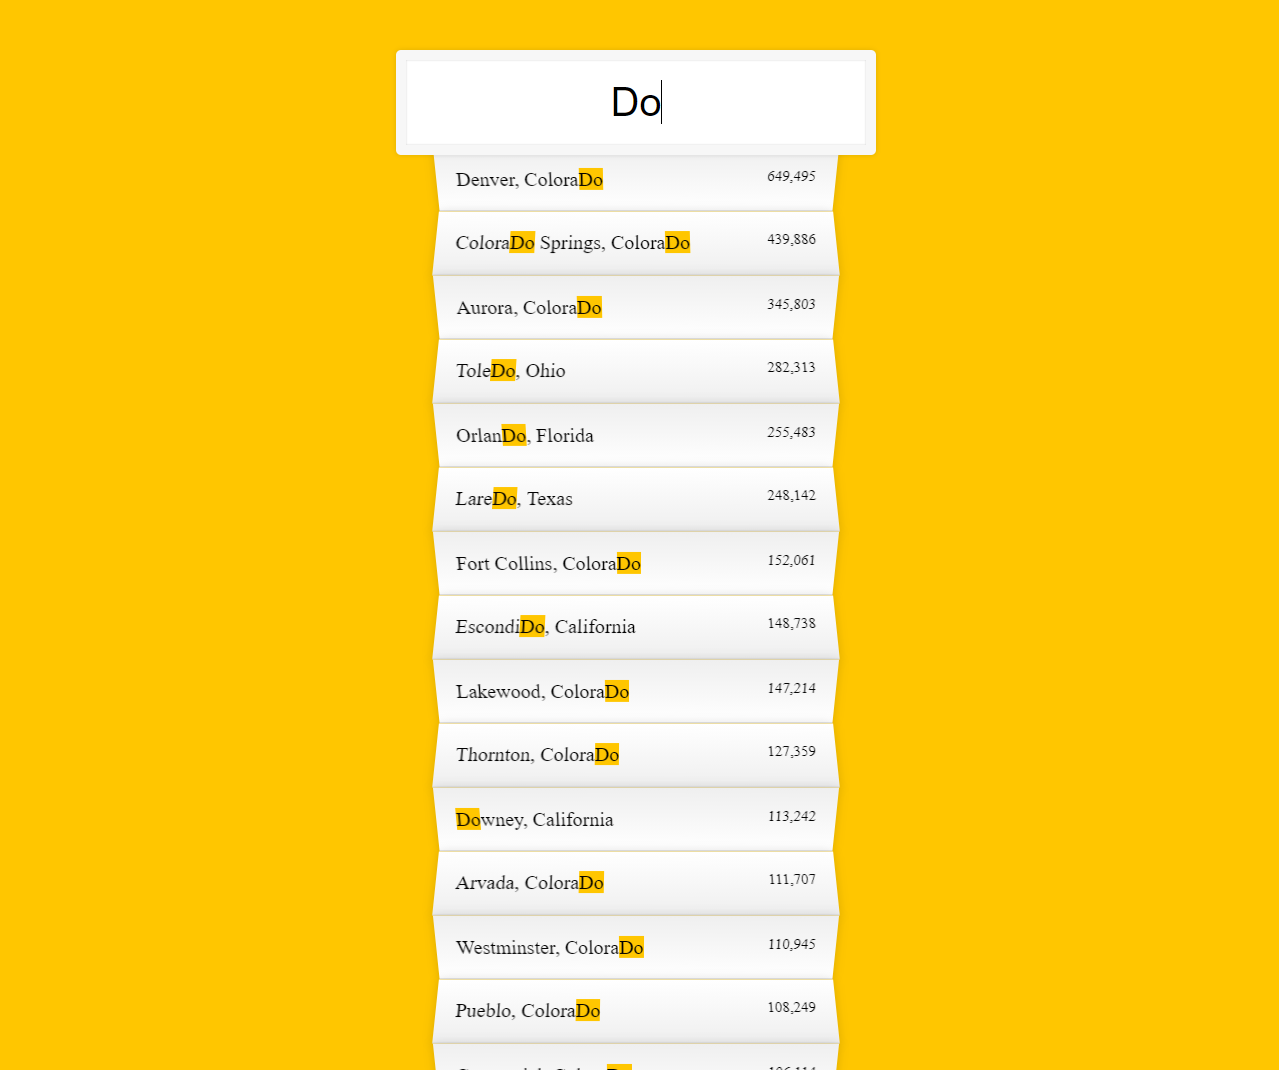 Do
Denver, ColoraDo 649,495
ColoraDo Springs, ColoraDo 439,886
Aurora, ColoraDo 345,803
ToleDo, Ohio 282,313
OrlanDo, Florida 255,483
LareDo, Texas 248,142
Fort Collins, ColoraDo 152,061
EscondiDo, California 148,738
Lakewood, ColoraDo 147,214
Thornton, ColoraDo 127,359
Downey, California 113,242
Arvada, ColoraDo 111,707
Westminster, ColoraDo 110,945
Pueblo, ColoraDo 108,249